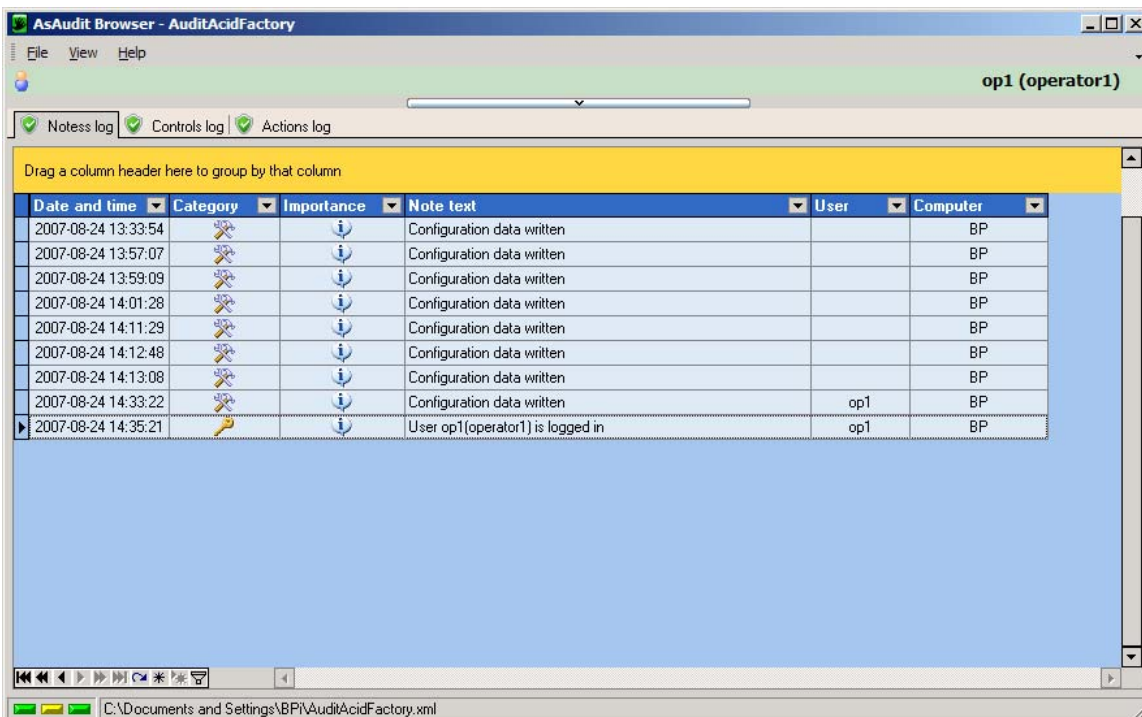 AsAudit Browser - AuditAcidFactory
File View Help
op1 (operator1)
Notess log Controls log Actions log
Drag a column header here to group by that column
Date and time Category Importance Note text User Computer
2007-08-24 13:33:54 Configuration data written BP
2007-08-24 13:57:07 Configuration data written BP
2007-08-24 13:59:09 Configuration data written BP
2007-08-24 14:01:28 Configuration data written BP
2007-08-24 14:11:29 Configuration data written BP
2007-08-24 14:12:48 Configuration data written BP
2007-08-24 14:13:08 Configuration data written BP
2007-08-24 14:33:22 Configuration data written op1 BP
2007-08-24 14:35:21 User op1(operator1) is logged in op1 BP
C:\Documents and Settings\BPi\AuditAcidFactory.xml